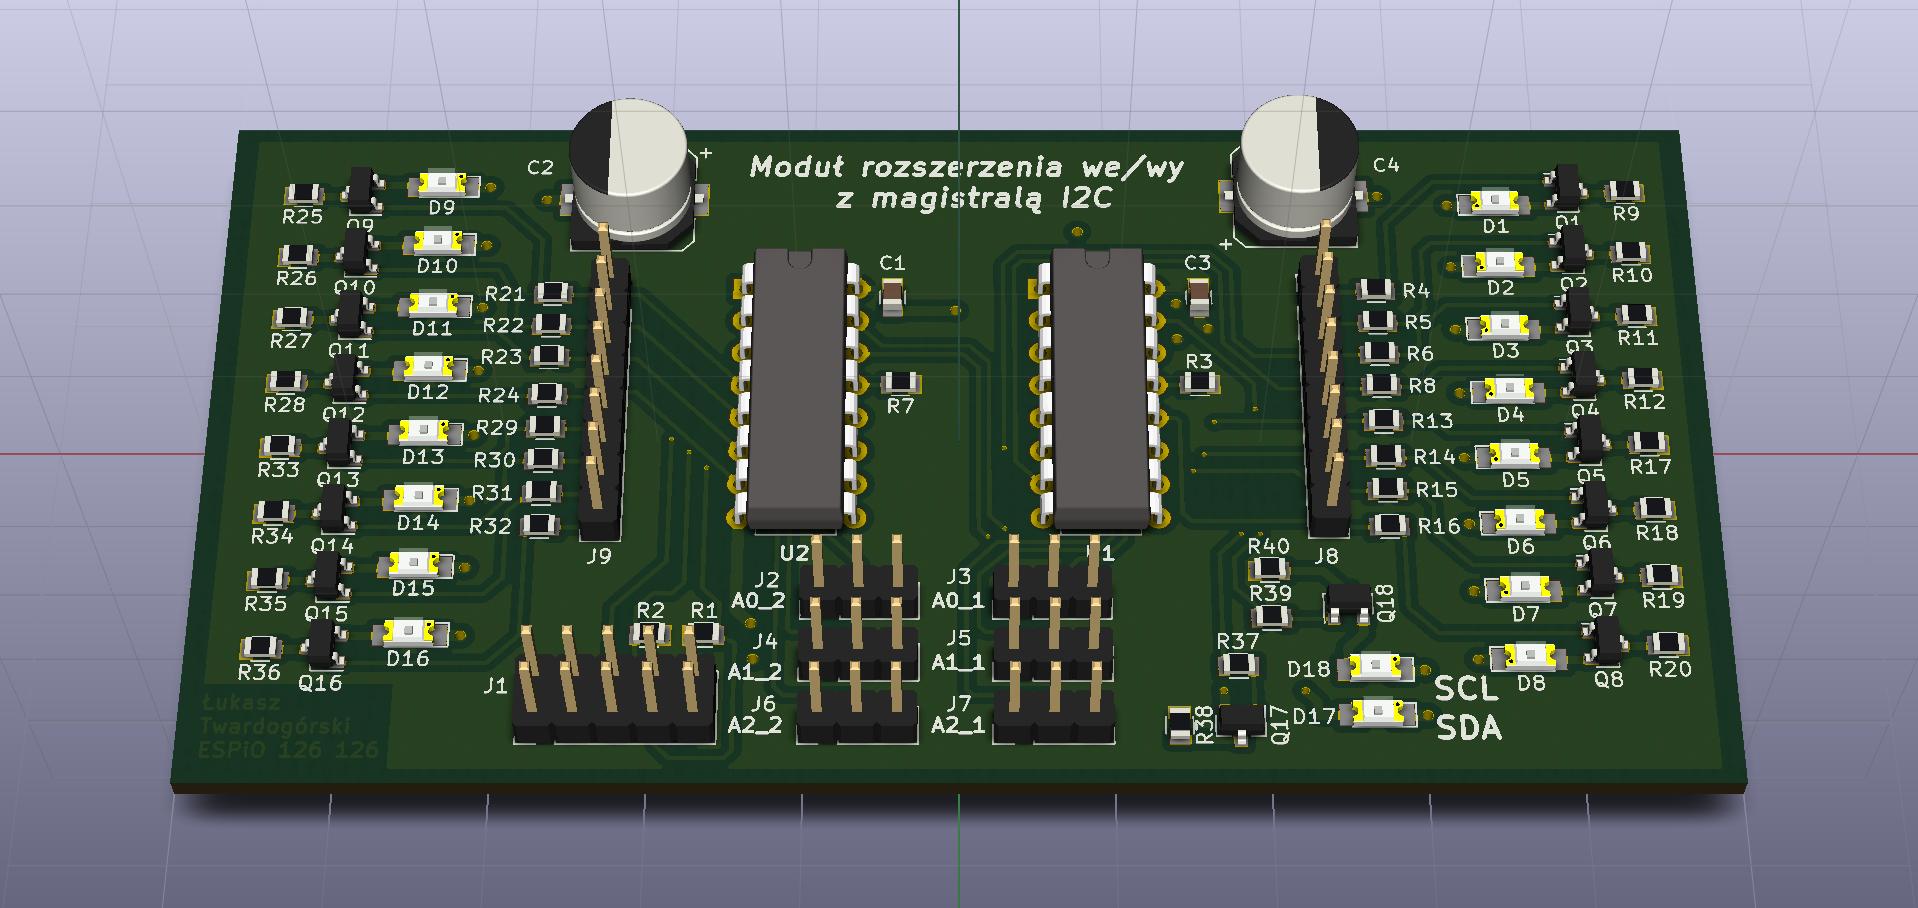 Moduł rozszerzenia we/wy
z magistralą I2C
C2
+
C4
+
R25
Q9
D9
R26
Q10
D10
R27
Q11
D11
R28
Q12
D12
R33
Q13
D13
R34
Q14
D14
R35
Q15
D15
R36
Q16
D16
R21
R22
R23
R24
R29
R30
R31
R32
J9
C1
R7
U2
C3
R3
J8
R4
R5
R6
R8
R13
R14
R15
R16
D1
Q1
R9
D2
Q2
R10
D3
Q3
R11
D4
Q4
R12
D5
Q5
R17
D6
Q6
R18
D7
Q7
R19
D8
Q8
R20
J2
A0_2
J3
A0_1
J4
A1_2
J5
A1_1
J6
A2_2
J7
A2_1
R2
R1
J1
R40
R39
Q18
R37
D18
SCL
R38
Q17
D17
SDA
Łukasz
Twardogórski
ESPiO 126 126